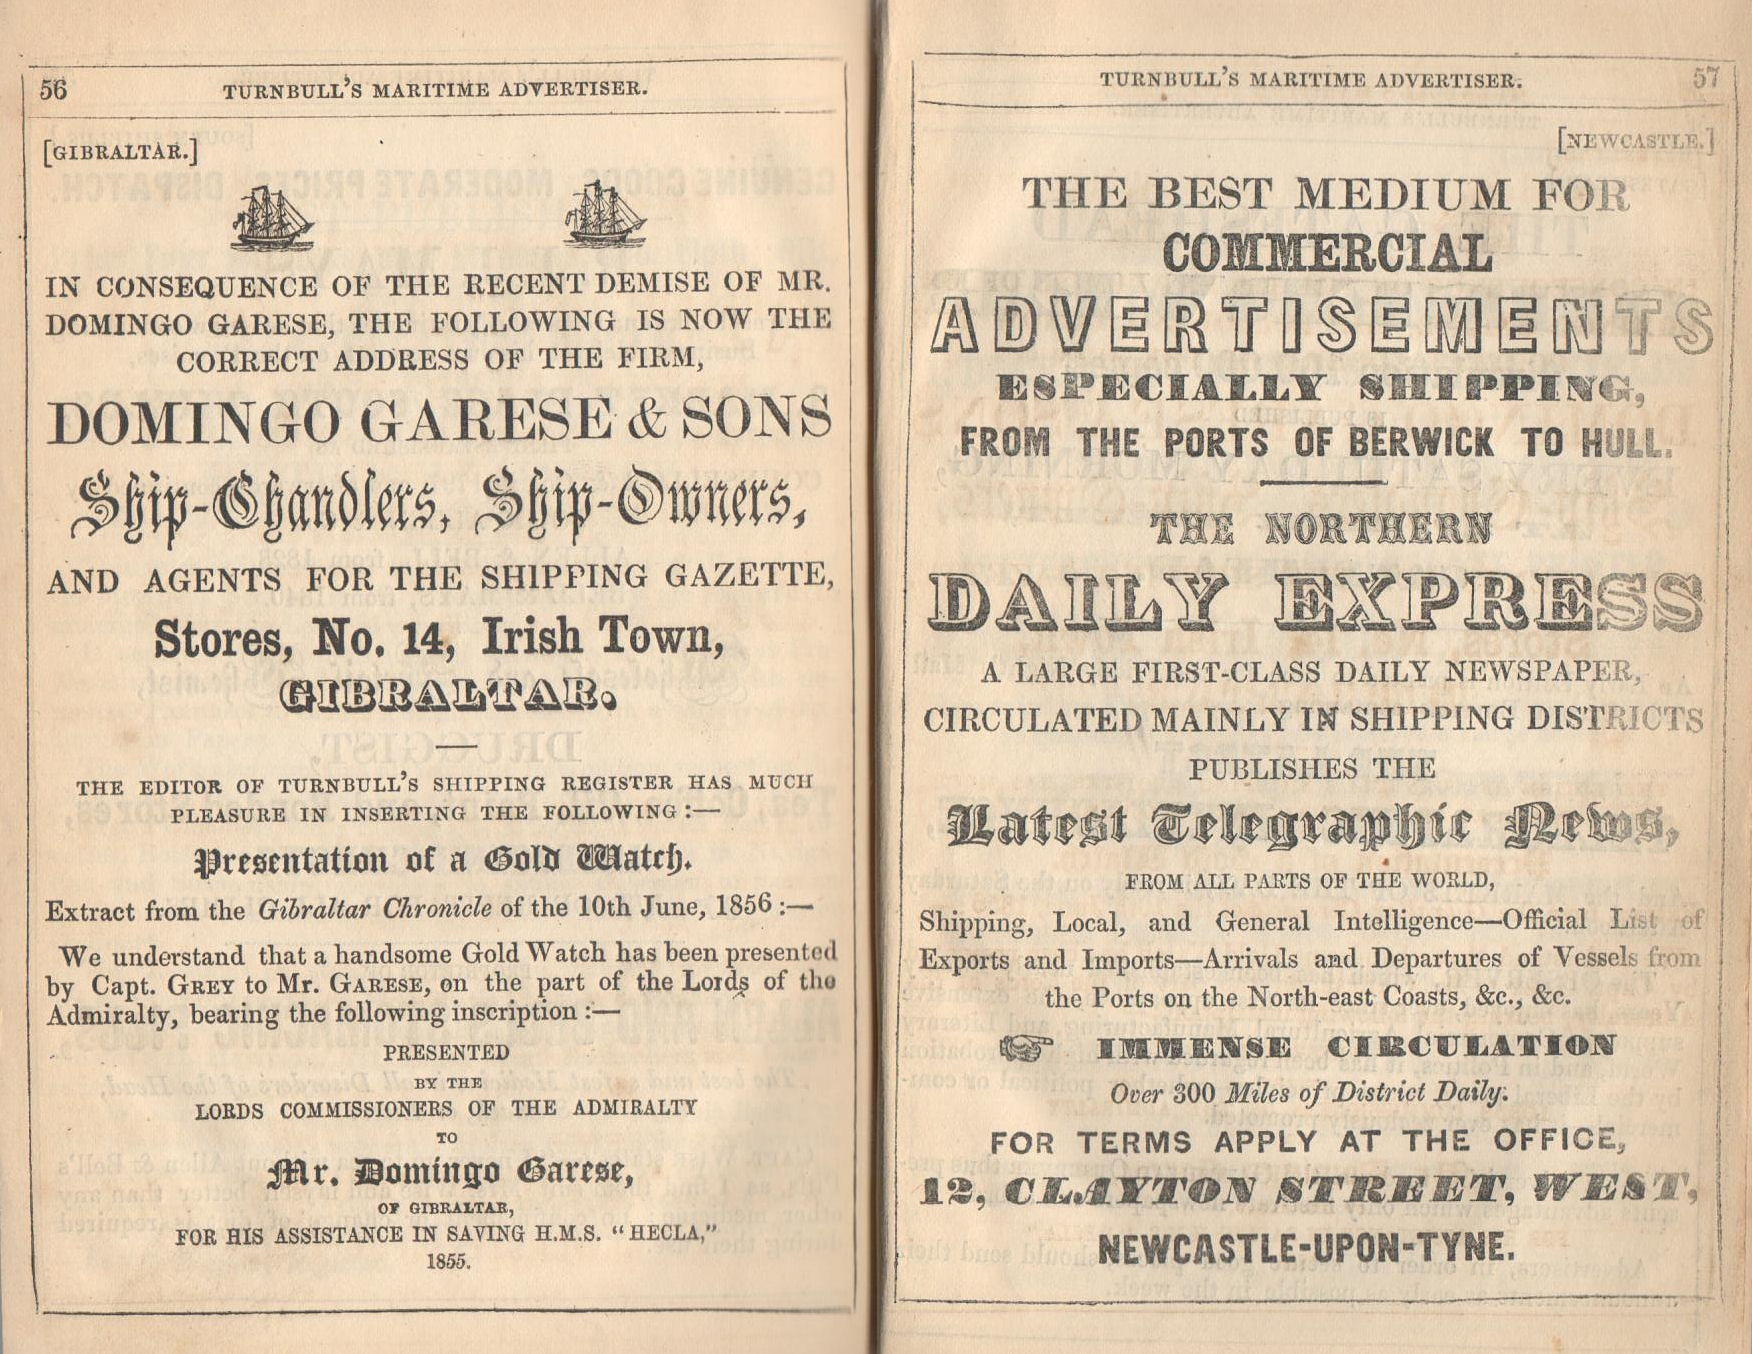 56 TURNBULL'S MARITIME ADVERTISER.
[GIBRALTAR.]
IN CONSEQUENCE OF THE RECENT DEMISE OF MR.
DOMINGO GARESE, THE FOLLOWING IS NOW THE
CORRECT ADDRESS OF THE FIRM,
DOMINGO GARESE & SONS
Ship-Chandlers, Ship-Owners,
AND AGENTS FOR THE SHIPPING GAZETTE,
Stores, No. 14, Irish Town,
GIBRALTAR.
THE EDITOR OF TURNBULL'S SHIPPING REGISTER HAS MUCH
PLEASURE IN INSERTING THE FOLLOWING :—
Presentation of a Gold Watch.
Extract from the Gibraltar Chronicle of the 10th June, 1856 :—
We understand that a handsome Gold Watch has been presented
by Capt. GREY to Mr. GARESE, on the part of the Lords of the
Admiralty, bearing the following inscription :—
PRESENTED
BY THE
LORDS COMMISSIONERS OF THE ADMIRALTY
TO
Mr. Domingo Garese,
OF GIBRALTAR,
FOR HIS ASSISTANCE IN SAVING H.M.S. "HECLA,"
1855.
TURNBULL'S MARITIME ADVERTISER. 57
[NEWCASTLE.]
THE BEST MEDIUM FOR
COMMERCIAL
ADVERTISEMENTS
ESPECIALLY SHIPPING,
FROM THE PORTS OF BERWICK TO HULL.
THE NORTHERN
DAILY EXPRESS
A LARGE FIRST-CLASS DAILY NEWSPAPER,
CIRCULATED MAINLY IN SHIPPING DISTRICTS
PUBLISHES THE
Latest Telegraphic News,
FROM ALL PARTS OF THE WORLD,
Shipping, Local, and General Intelligence—Official List of
Exports and Imports—Arrivals and Departures of Vessels from
the Ports on the North-east Coasts, &c., &c.
☞ IMMENSE CIRCULATION
Over 300 Miles of District Daily.
FOR TERMS APPLY AT THE OFFICE,
12, CLAYTON STREET, WEST,
NEWCASTLE-UPON-TYNE.